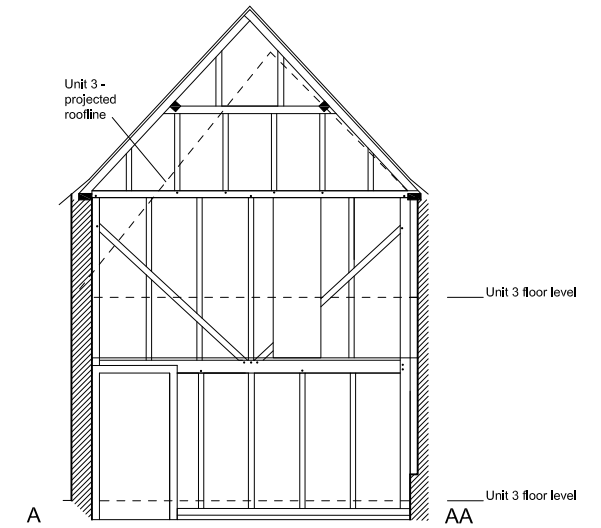 Unit 3 -
projected
roofline
Unit 3 floor level
Unit 3 floor level
A
AA